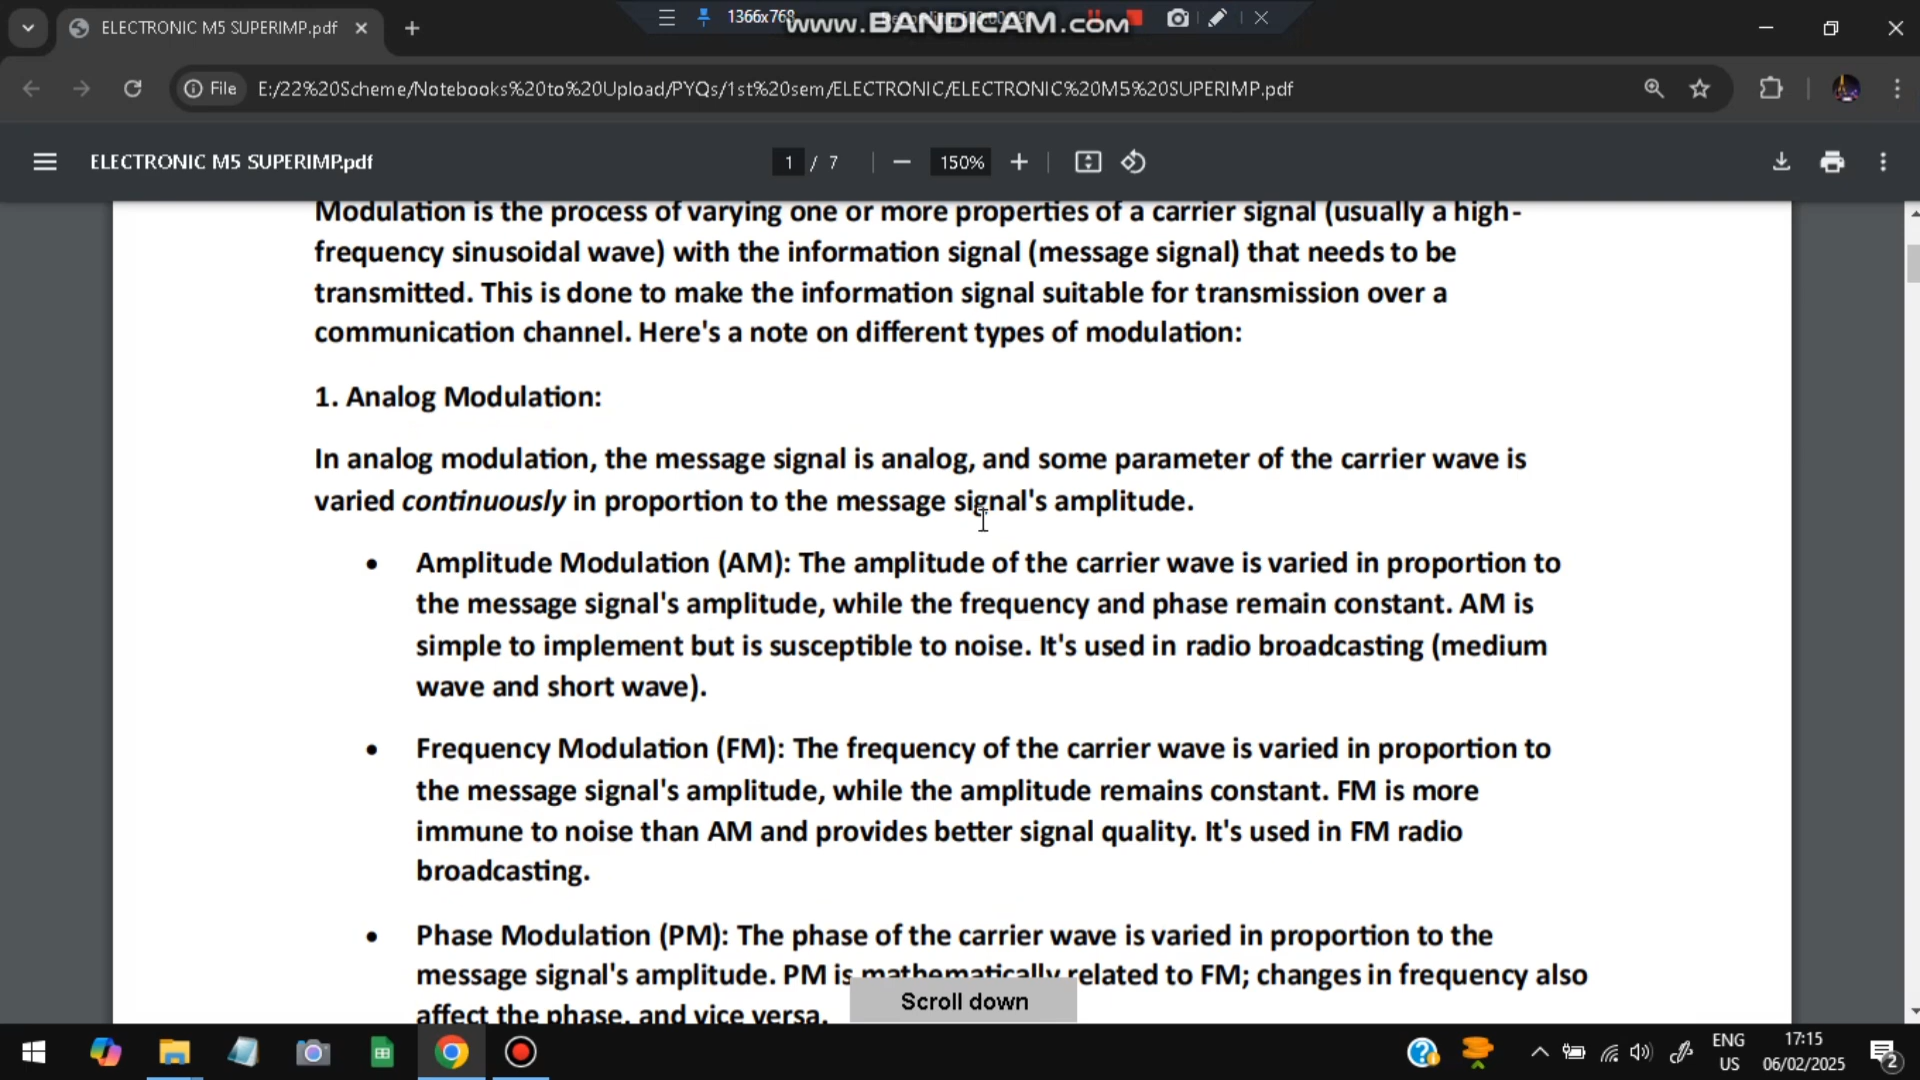 ELECTRONIC M5 SUPERIMP.pdf
1366x768
www.BANDICAM.com
File
E:/22%20Scheme/Notebooks%20to%20Upload/PYQs/1st%20sem/ELECTRONIC/ELECTRONIC%20M5%20SUPERIMP.pdf
ELECTRONIC M5 SUPERIMP.pdf
1 / 7
150%
Modulation is the process of varying one or more properties of a carrier signal (usually a high-
frequency sinusoidal wave) with the information signal (message signal) that needs to be
transmitted. This is done to make the information signal suitable for transmission over a
communication channel. Here's a note on different types of modulation:
1. Analog Modulation:
In analog modulation, the message signal is analog, and some parameter of the carrier wave is
varied continuously in proportion to the message signal's amplitude.
• Amplitude Modulation (AM): The amplitude of the carrier wave is varied in proportion to
the message signal's amplitude, while the frequency and phase remain constant. AM is
simple to implement but is susceptible to noise. It's used in radio broadcasting (medium
wave and short wave).
• Frequency Modulation (FM): The frequency of the carrier wave is varied in proportion to
the message signal's amplitude, while the amplitude remains constant. FM is more
immune to noise than AM and provides better signal quality. It's used in FM radio
broadcasting.
• Phase Modulation (PM): The phase of the carrier wave is varied in proportion to the
message signal's amplitude. PM is mathematically related to FM; changes in frequency also
affect the phase, and vice versa.
Scroll down
ENG
US
17:15
06/02/2025
2